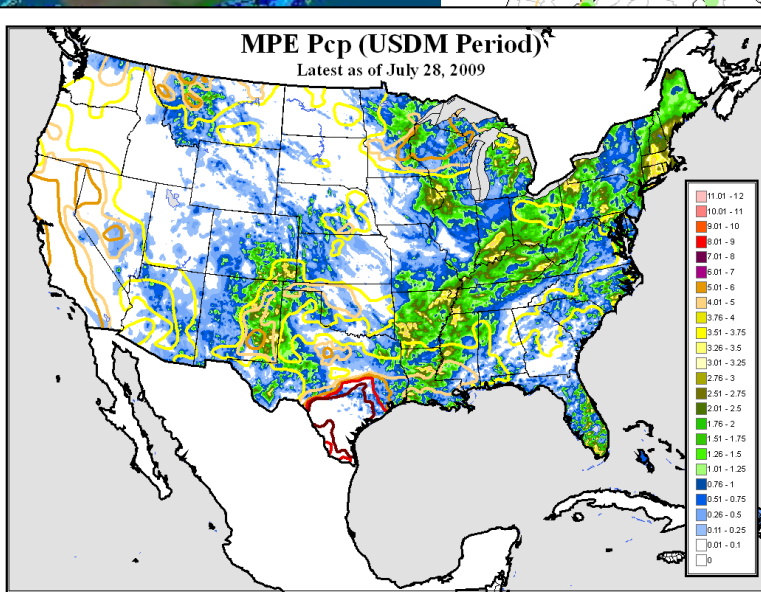 MPE Pcp (USDM Period)
Latest as of July 28, 2009
11.01 - 12
10.01 - 11
9.01 - 10
8.01 - 9
7.01 - 8
6.01 - 7
5.01 - 6
4.01 - 5
3.76 - 4
3.51 - 3.75
3.26 - 3.5
3.01 - 3.25
2.76 - 3
2.51 - 2.75
2.01 - 2.5
1.76 - 2
1.51 - 1.75
1.26 - 1.5
1.01 - 1.25
0.76 - 1
0.51 - 0.75
0.26 - 0.5
0.11 - 0.25
0.01 - 0.1
0